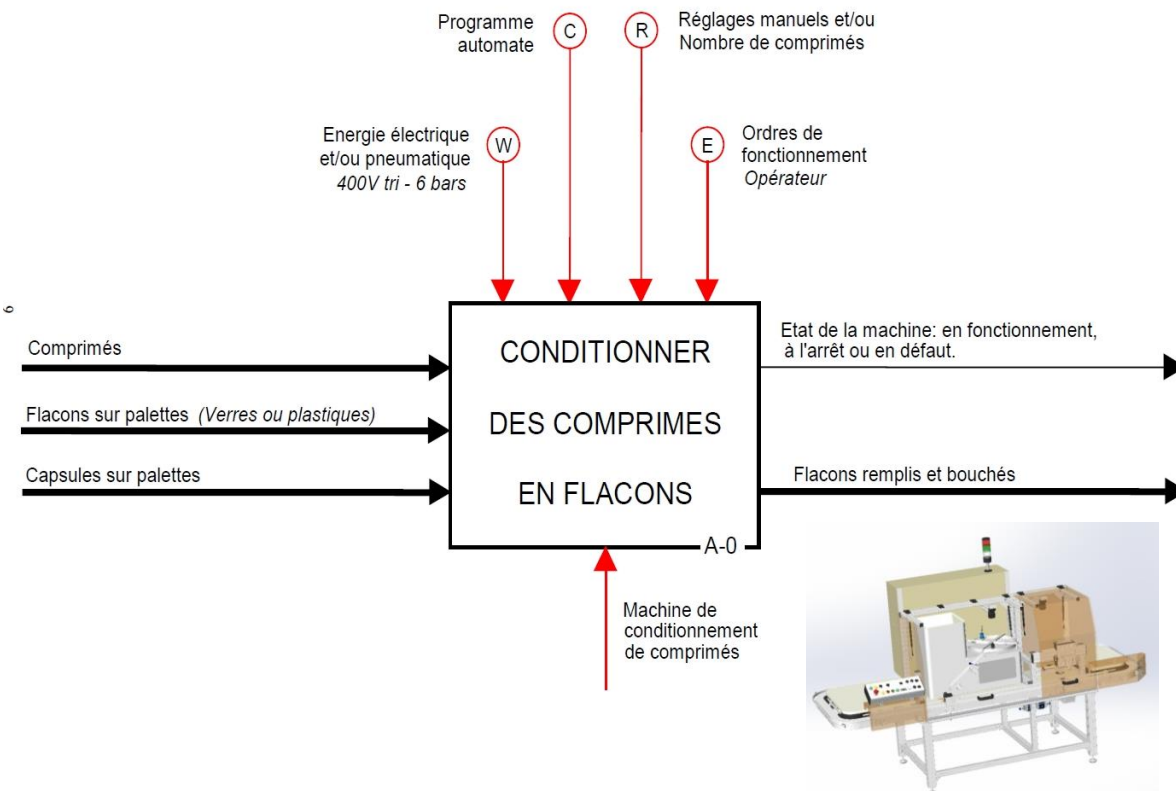 Programme
automate
C
R
Réglages manuels et/ou
Nombre de comprimés
Energie électrique
et/ou pneumatique
400V tri - 6 bars
W
E
Ordres de
fonctionnement
Opérateur
9
Comprimés
Flacons sur palettes (Verres ou plastiques)
Capsules sur palettes
CONDITIONNER
DES COMPRIMES
EN FLACONS
A-0
Etat de la machine: en fonctionnement,
à l'arrêt ou en défaut.
Flacons remplis et bouchés
Machine de
conditionnement
de comprimés